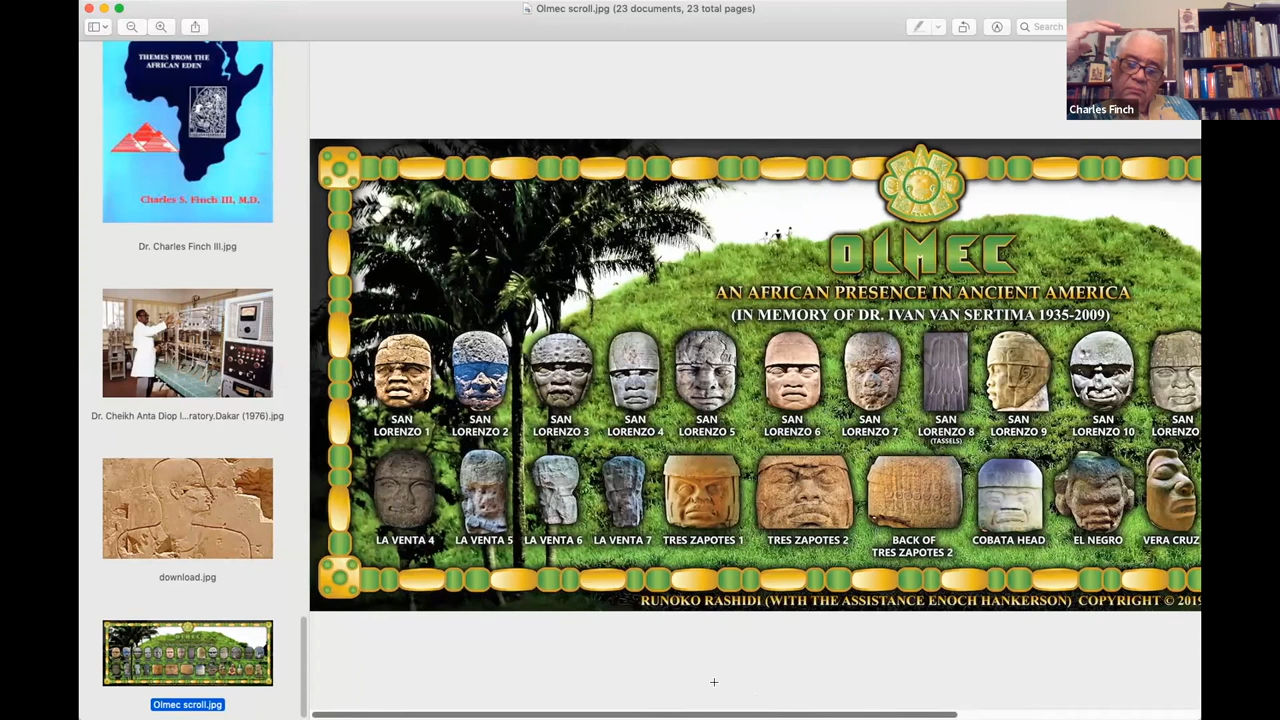 Olmec scroll.jpg (23 documents, 23 total pages)
Search
Charles Finch
THEMES FROM THE
AFRICAN EDEN
Charles S. Finch III, M.D.
Dr. Charles Finch III.jpg
Dr. Cheikh Anta Diop l...ratory.Dakar (1976).jpg
download.jpg
Olmec scroll.jpg
OLMEC
AN AFRICAN PRESENCE IN ANCIENT AMERICA
(IN MEMORY OF DR. IVAN VAN SERTIMA 1935-2009)
SAN LORENZO 1
SAN LORENZO 2
SAN LORENZO 3
SAN LORENZO 4
SAN LORENZO 5
SAN LORENZO 6
SAN LORENZO 7
SAN LORENZO 8
(TASSELS)
SAN LORENZO 9
SAN LORENZO 10
SAN LORENZO
LA VENTA 4
LA VENTA 5
LA VENTA 6
LA VENTA 7
TRES ZAPOTES 1
TRES ZAPOTES 2
BACK OF
TRES ZAPOTES 2
COBATA HEAD
EL NEGRO
VERA CRUZ
RUNOKO RASHIDI (WITH THE ASSISTANCE ENOCH HANKERSON) COPYRIGHT © 2019